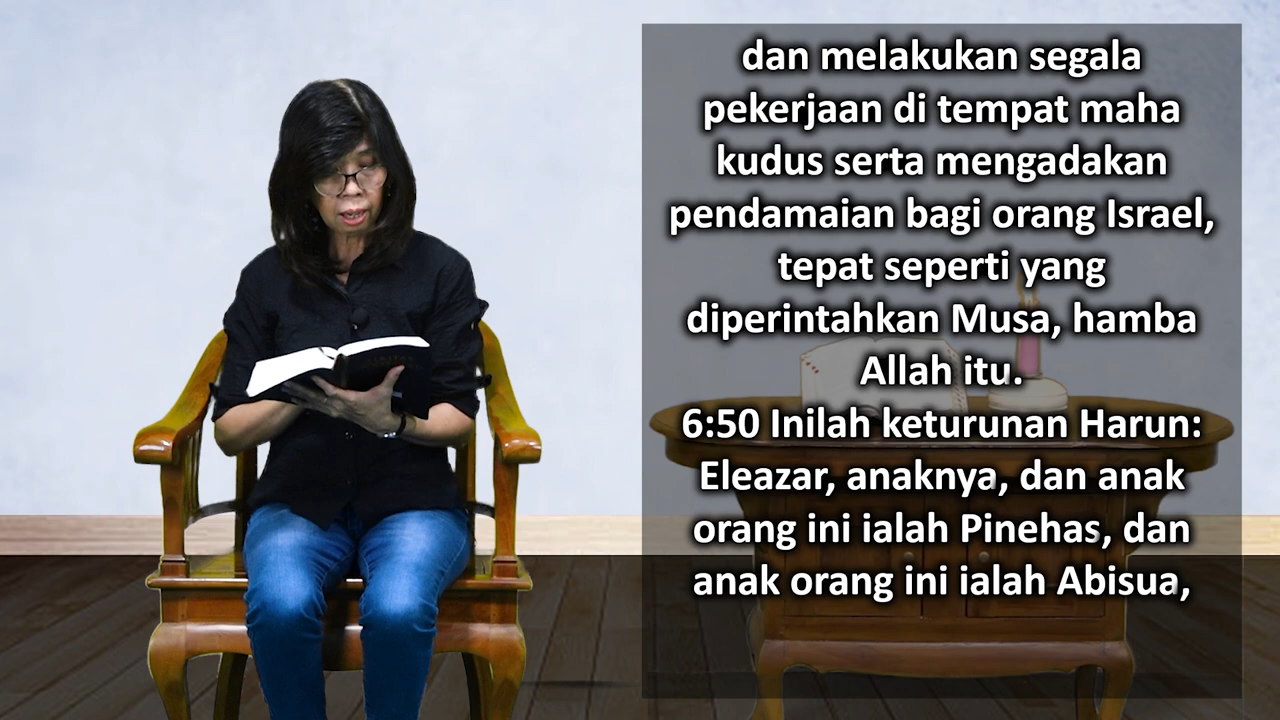 dan melakukan segala
pekerjaan di tempat maha
kudus serta mengadakan
pendamaian bagi orang Israel,
tepat seperti yang
diperintahkan Musa, hamba
Allah itu.
6:50 Inilah keturunan Harun:
Eleazar, anaknya, dan anak
orang ini ialah Pinehas, dan
anak orang ini ialah Abisua,